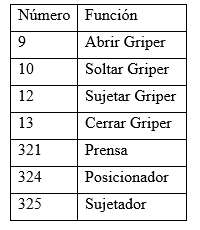 Número Función
9 Abrir Griper
10 Soltar Griper
12 Sujetar Griper
13 Cerrar Griper
321 Prensa
324 Posicionador
325 Sujetador